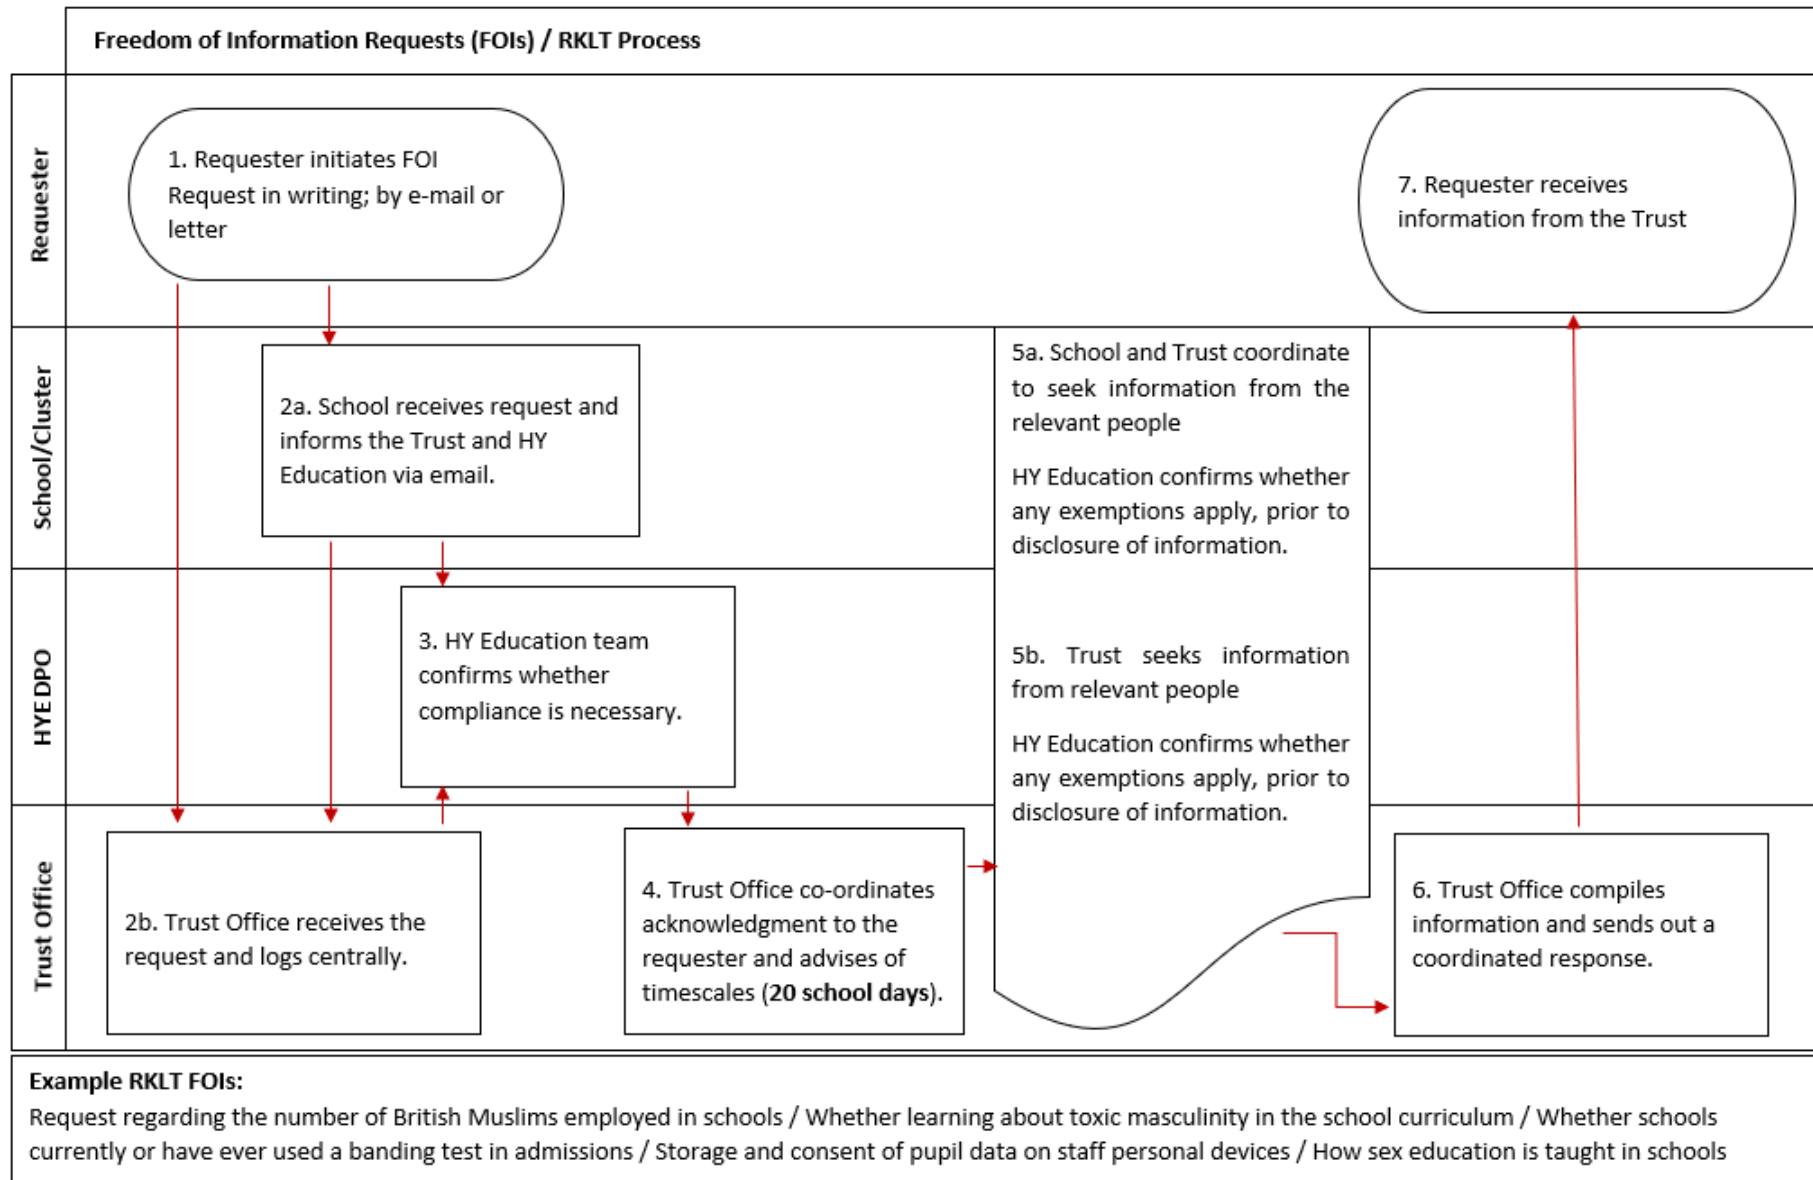 Freedom of Information Requests (FOIs) / RKLT Process
Requester
1. Requester initiates FOI
Request in writing; by e-mail or
letter
7. Requester receives
information from the Trust
School/Cluster
2a. School receives request and
informs the Trust and HY
Education via email.
5a. School and Trust coordinate
to seek information from the
relevant people
HY Education confirms whether
any exemptions apply, prior to
disclosure of information.
HYEDPO
3. HY Education team
confirms whether
compliance is necessary.
5b. Trust seeks information
from relevant people
HY Education confirms whether
any exemptions apply, prior to
disclosure of information.
Trust Office
2b. Trust Office receives the
request and logs centrally.
4. Trust Office co-ordinates
acknowledgment to the
requester and advises of
timescales (20 school days).
6. Trust Office compiles
information and sends out a
coordinated response.
Example RKLT FOIs:
Request regarding the number of British Muslims employed in schools / Whether learning about toxic masculinity in the school curriculum / Whether schools
currently or have ever used a banding test in admissions / Storage and consent of pupil data on staff personal devices / How sex education is taught in schools